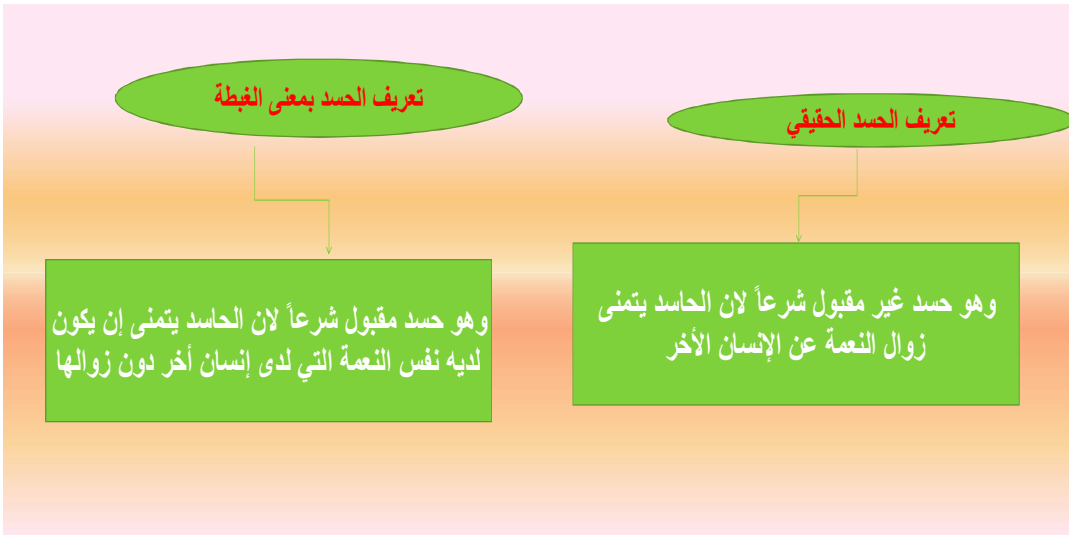 تعريف الحسد الحقيقي
وهو حسد غير مقبول شرعاً لان الحاسد يتمنى
زوال النعمة عن الإنسان الأخر
تعريف الحسد بمعنى الغبطة
وهو حسد مقبول شرعاً لان الحاسد يتمنى إن يكون
لديه نفس النعمة التي لدى إنسان أخر دون زوالها